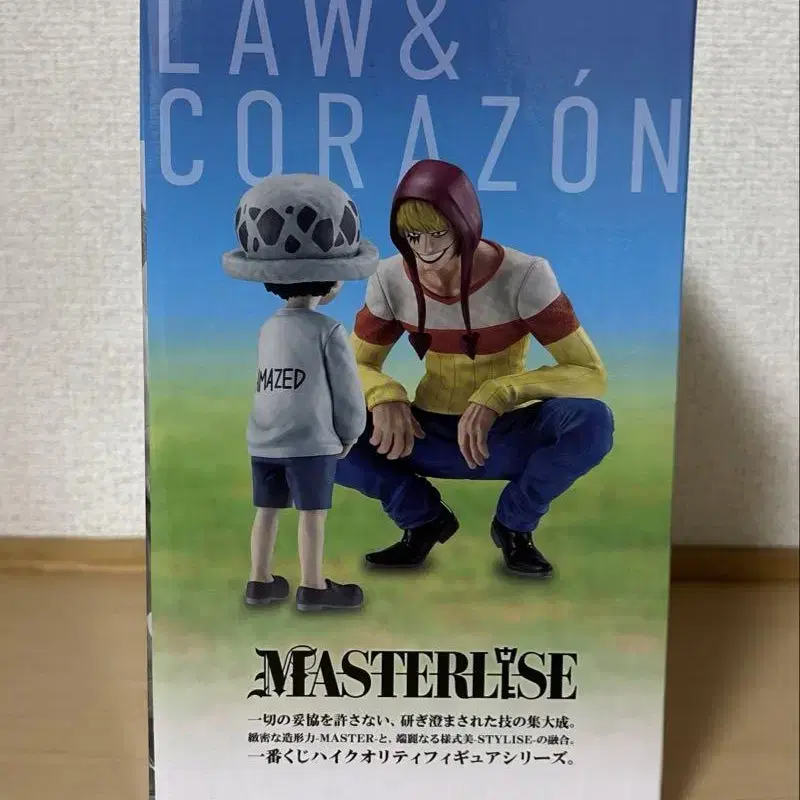 LAW&
CORAZÓN
AMAZED
MASTERLISE
一切の妥協を許さない、研ぎ澄まされた技の集大成。
緻密な造形力-MASTER-と、端麗なる様式美-STYLISE-の融合。
一番くじハイクオリティフィギュアシリーズ。